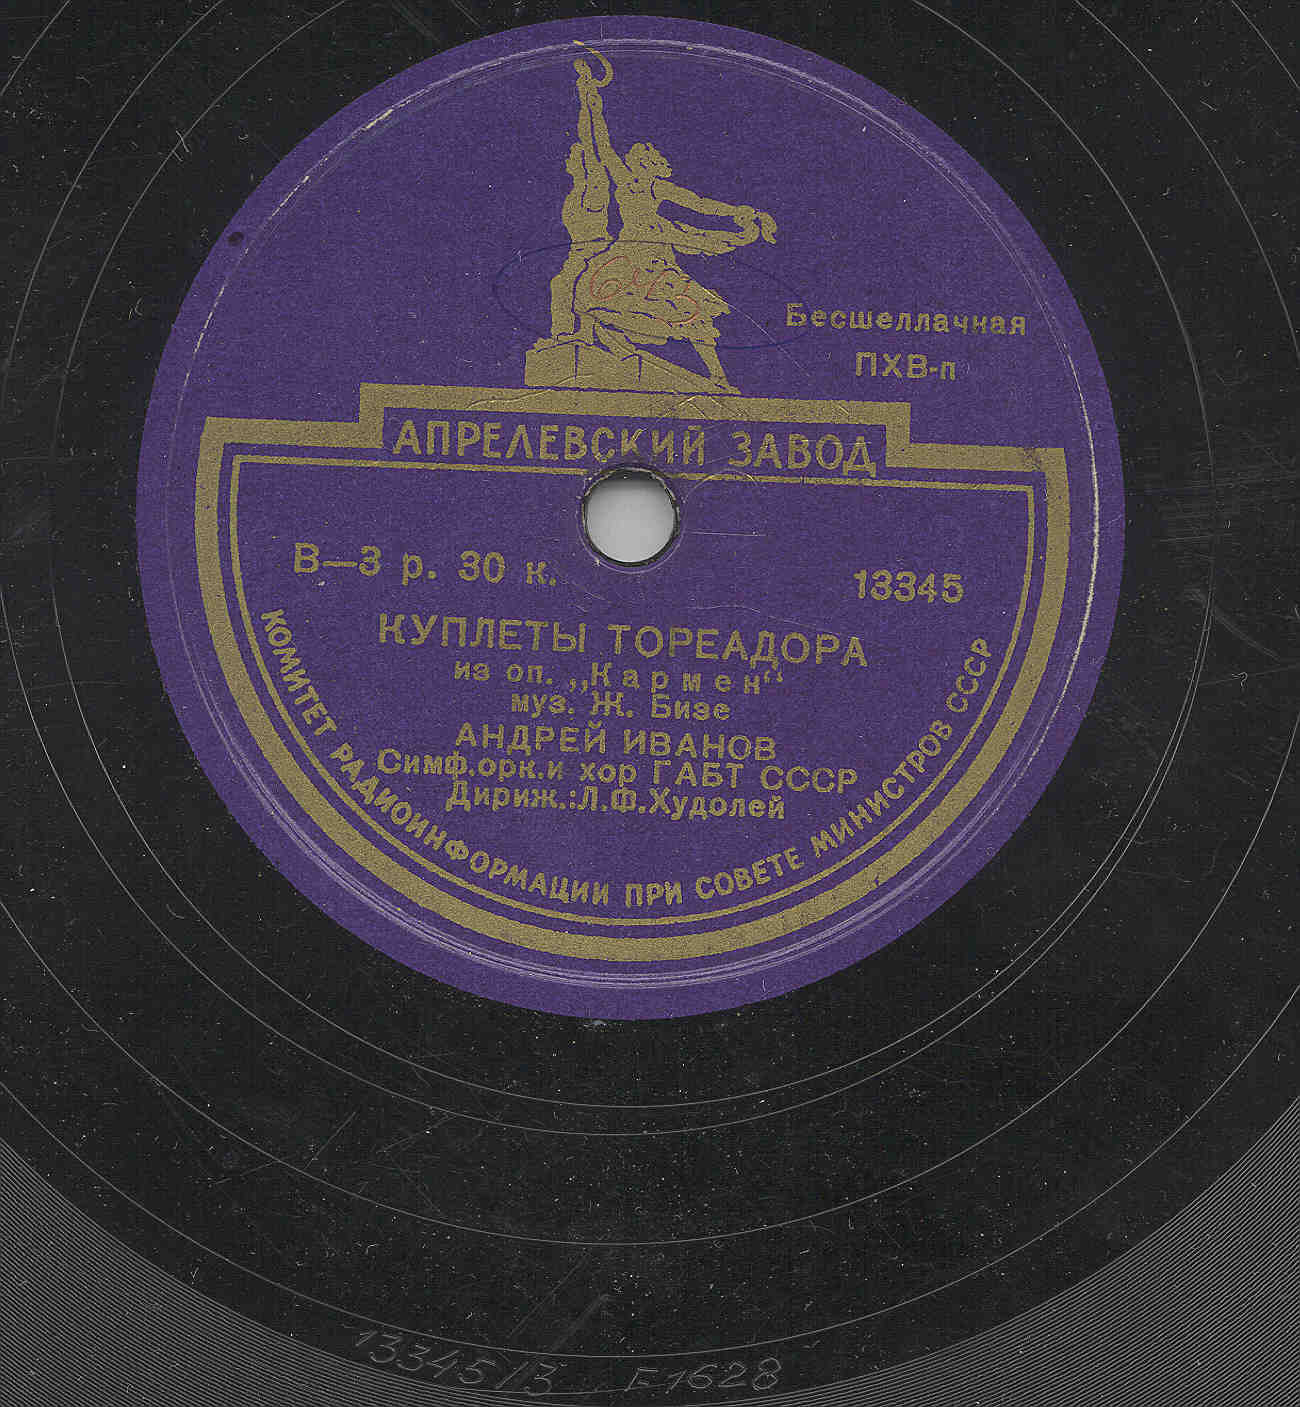 Бесшеллачная
ПХВ-п
АПРЕЛЕВСКИЙ ЗАВОД
В—3 р. 30 к.
13345
КУПЛЕТЫ ТОРЕАДОРА
из оп. „Кармен“
муз. Ж. Бизе
АНДРЕЙ ИВАНОВ
Симф.орк.и хор ГАБТ СССР
Дириж.:Л.Ф.Худолей
КОМИТЕТ РАДИОИНФОРМАЦИИ ПРИ СОВЕТЕ МИНИСТРОВ СССР
13345/3 F1628